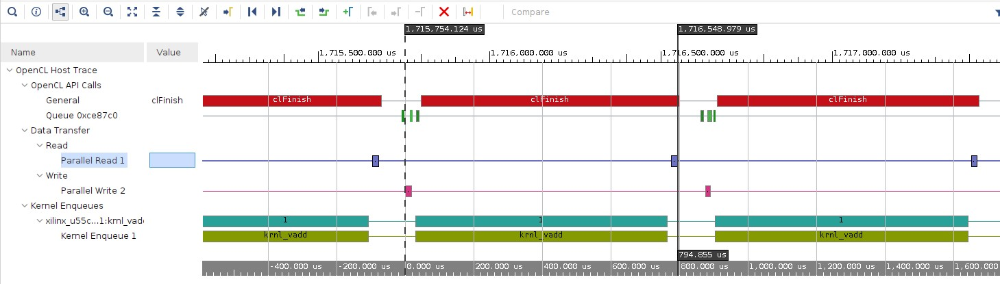 Compare
1,715,754.124 us 1,716,548.979 us
Name Value 1,715,500.000 us 1,716,000.000 us 1,716,500.000 us 1,717,000.000 us
OpenCL Host Trace
OpenCL API Calls
General clFinish clFinish clFinish clFinish
Queue 0xce87c0
Data Transfer
Read
Parallel Read 1
Write
Parallel Write 2
Kernel Enqueues
xilinx_u55c...1:krnl_vadd 1 1 1
Kernel Enqueue 1 krnl_vadd krnl_vadd krnl_vadd
794.855 us
-400.000 us -200.000 us 0.000 us 200.000 us 400.000 us 600.000 us 800.000 us 1,000.000 us 1,200.000 us 1,400.000 us 1,600.000